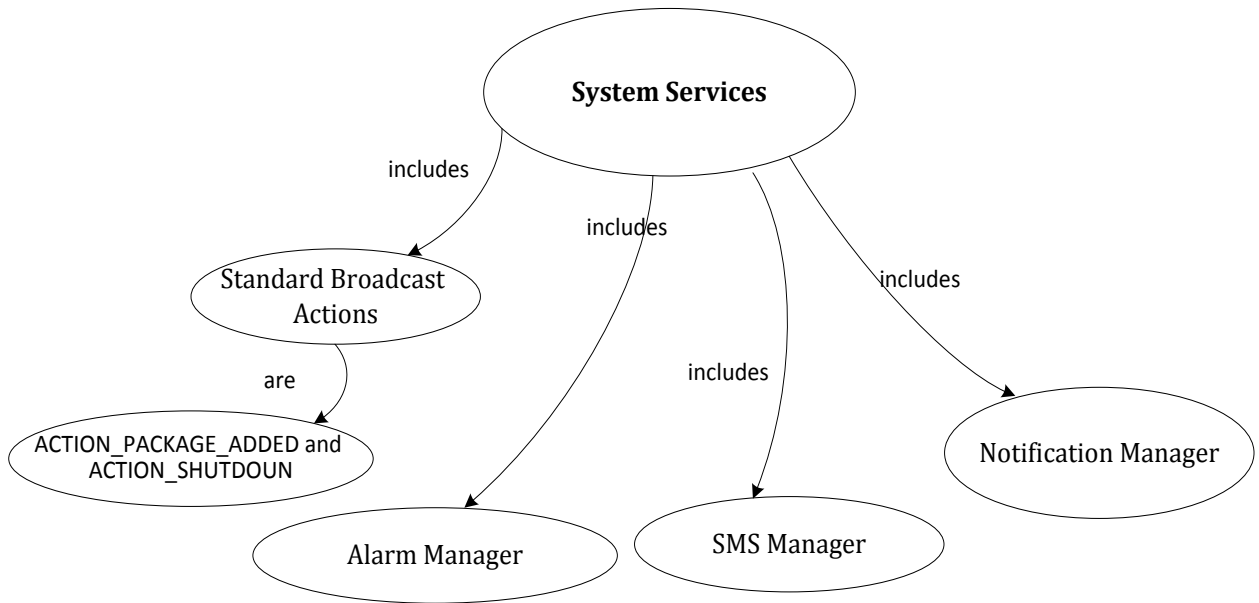 System Services
includes
includes
includes
includes
Standard Broadcast
Actions
are
ACTION_PACKAGE_ADDED and
ACTION_SHUTDOUN
Alarm Manager
SMS Manager
Notification Manager